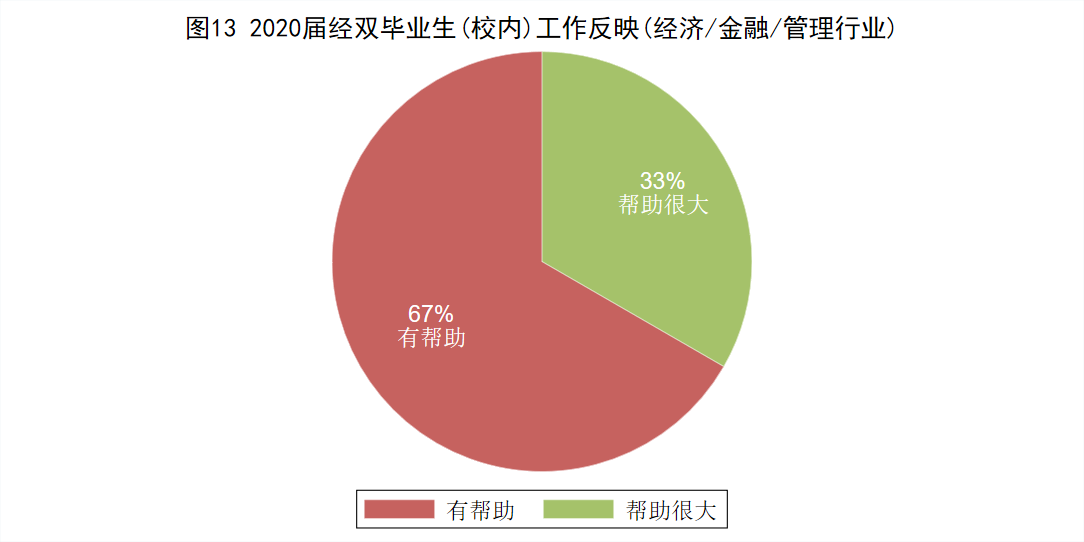 图13 2020届经双毕业生(校内)工作反映(经济/金融/管理行业)
33%
帮助很大
67%
有帮助
有帮助 帮助很大